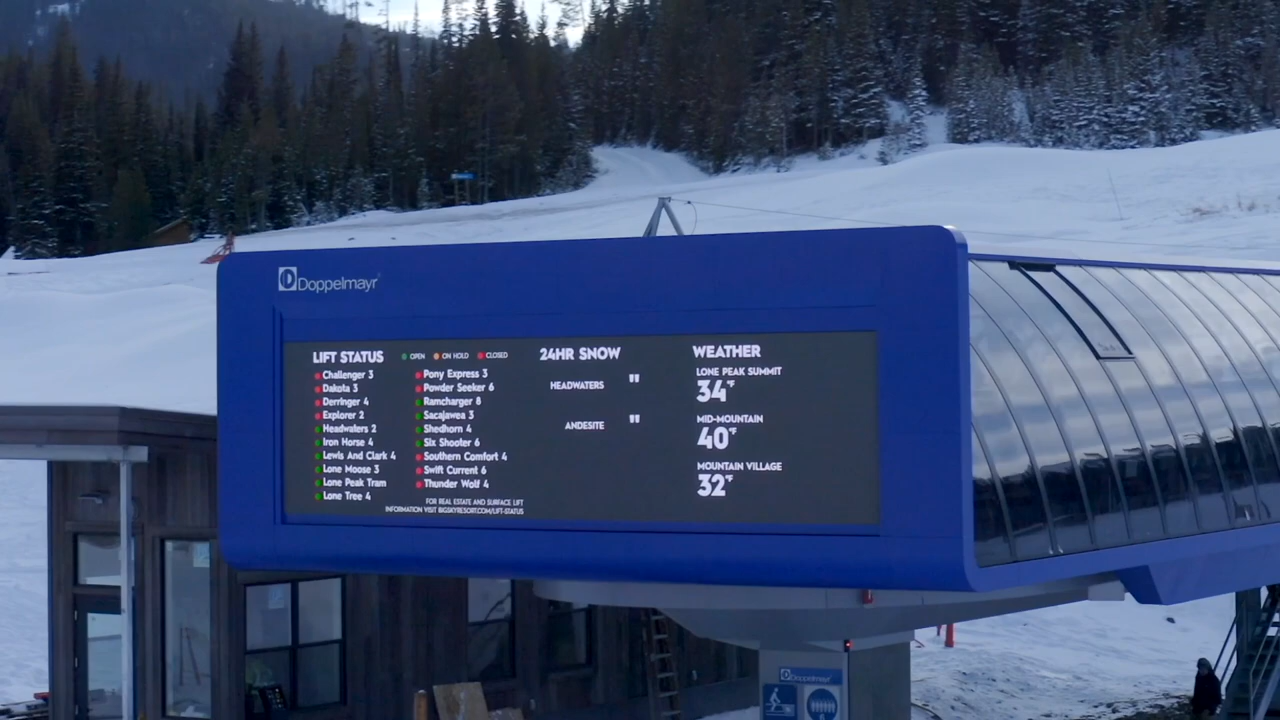 Doppelmayr
LIFT STATUS
OPEN
ON HOLD
CLOSED
Challenger 3
Dakota 3
Derringer 4
Explorer 2
Headwaters 2
Iron Horse 4
Lewis And Clark 4
Lone Moose 3
Lone Peak Tram
Lone Tree 4
Pony Express 3
Powder Seeker 6
Ramcharger 8
Sacajawea 3
Shedhorn 4
Six Shooter 6
Southern Comfort 4
Swift Current 6
Thunder Wolf 4
FOR REAL ESTATE AND SURFACE LIFT
INFORMATION VISIT BIGSKYRESORT.COM/LIFT-STATUS
24HR SNOW
HEADWATERS "
ANDESITE "
WEATHER
LONE PEAK SUMMIT
34°F
MID-MOUNTAIN
40°F
MOUNTAIN VILLAGE
32°F
Doppelmayr